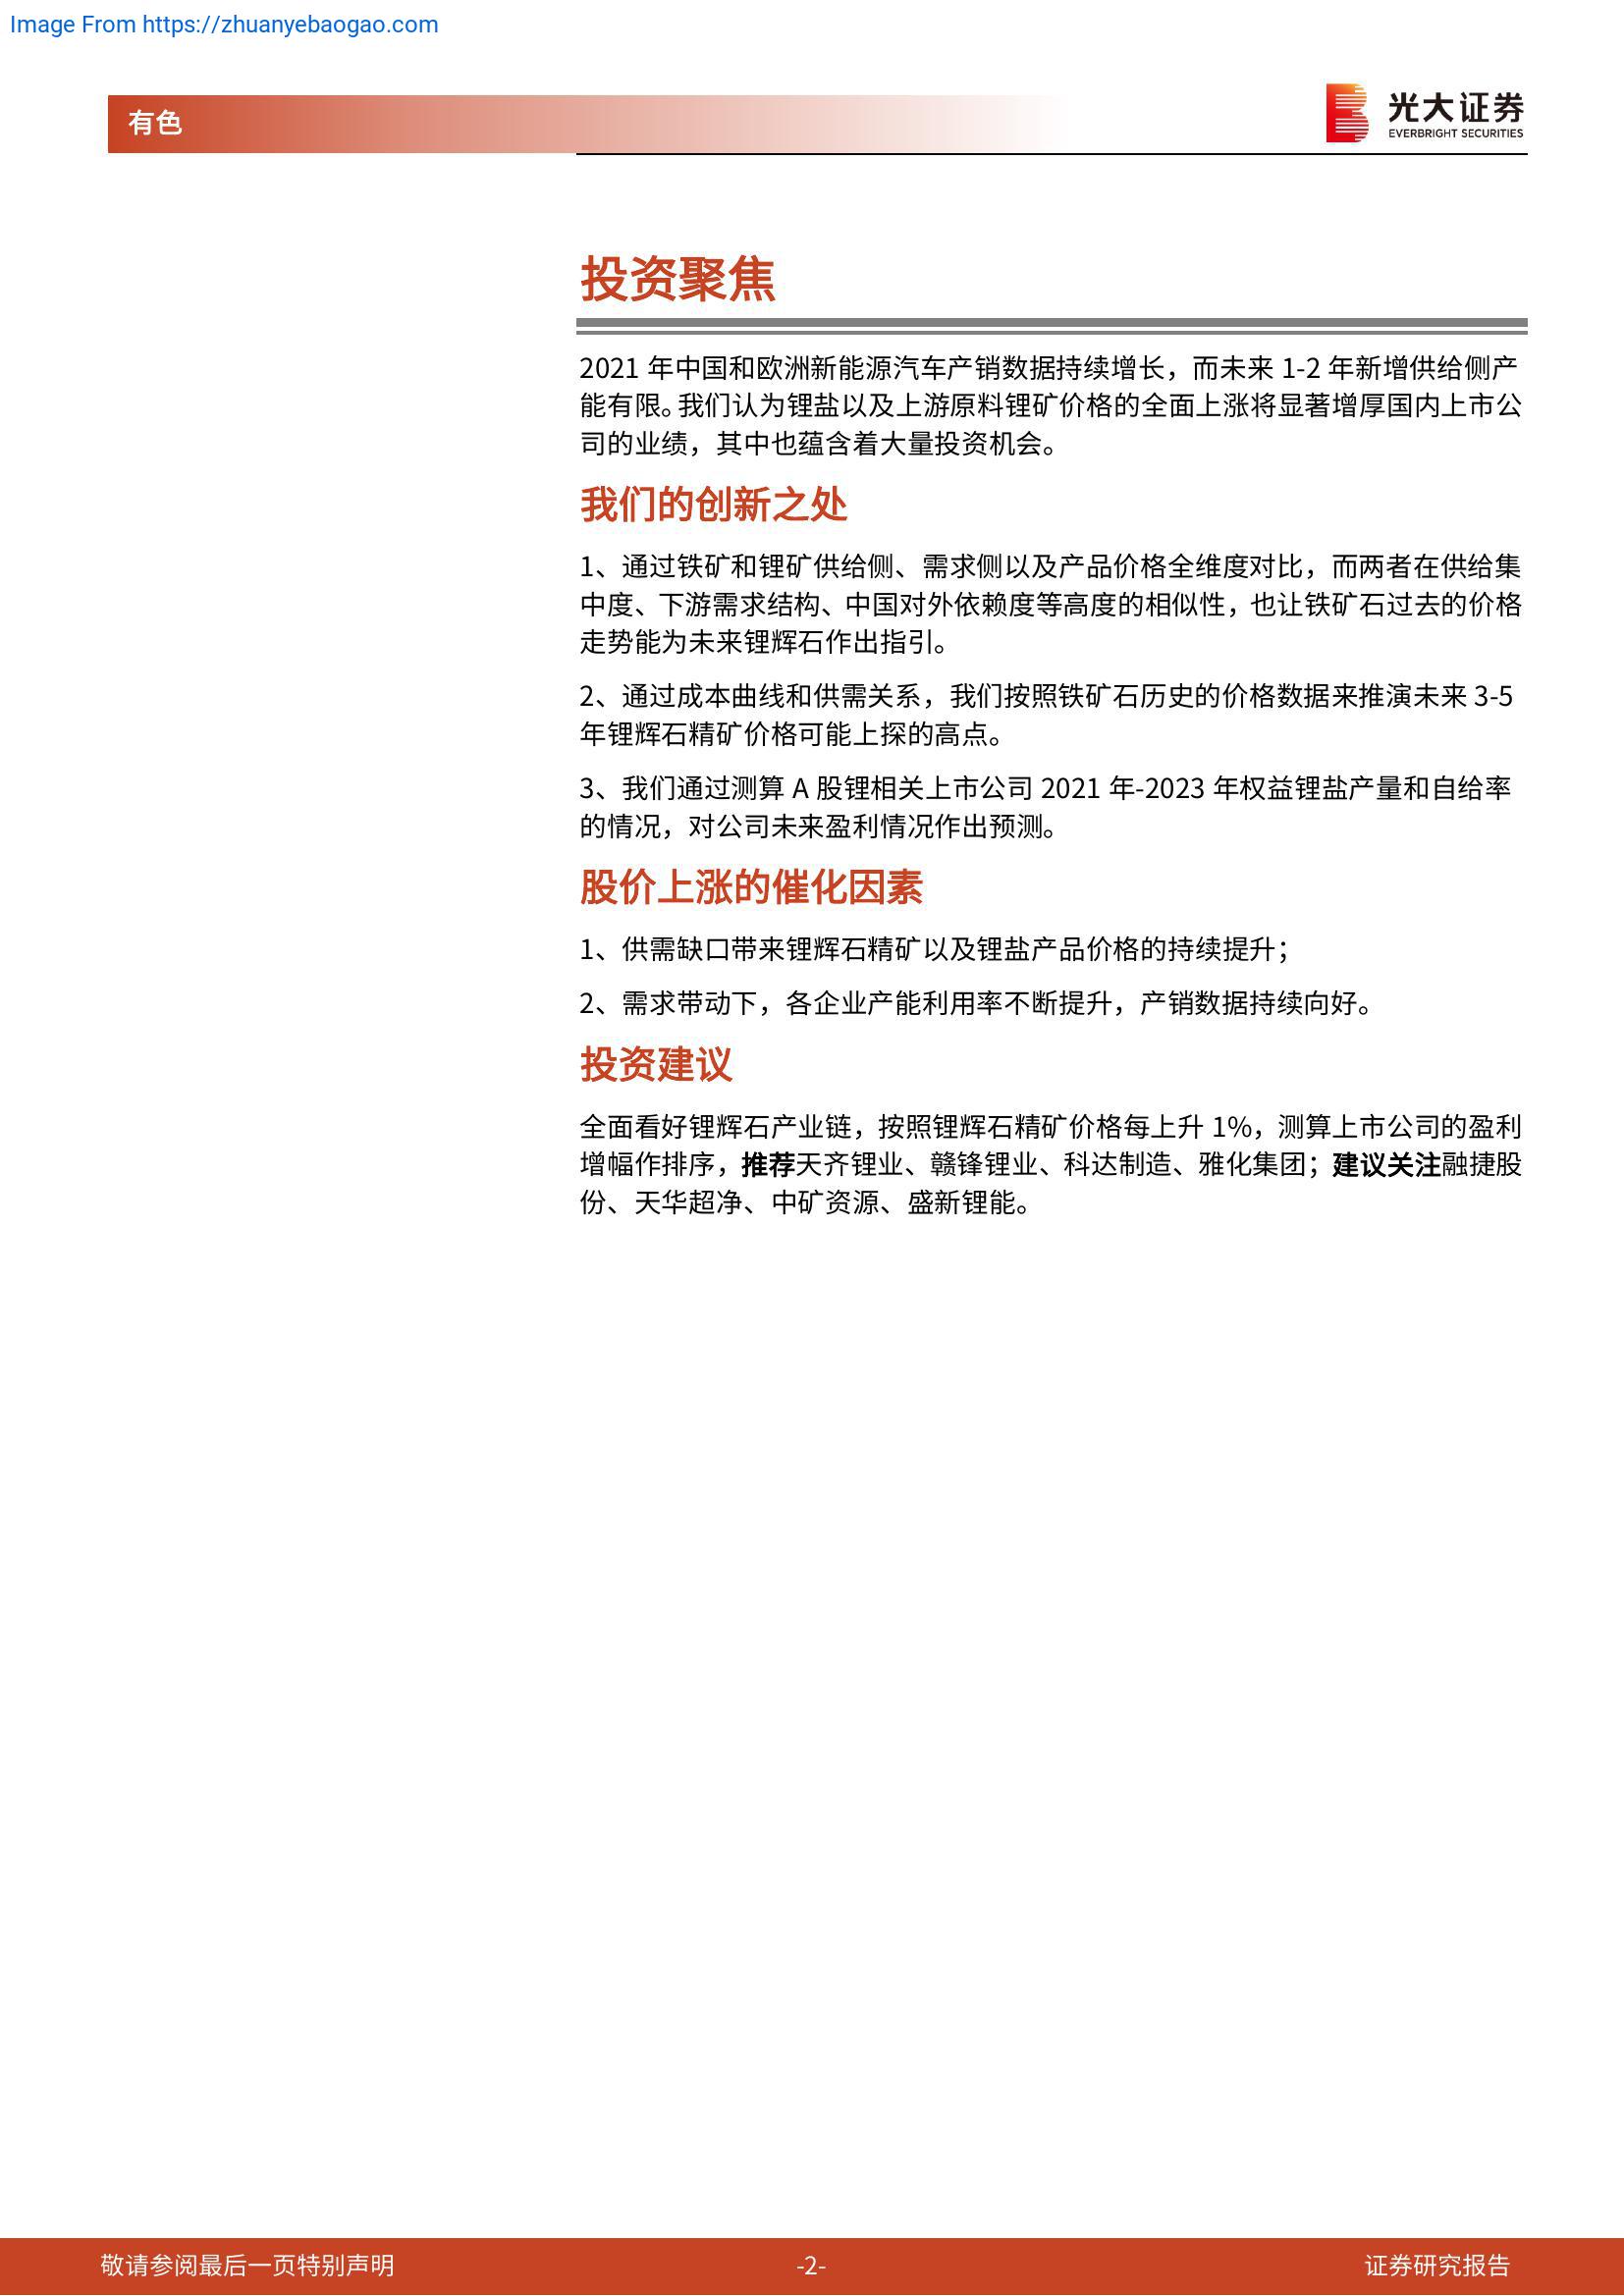 Image From https://zhuanyebaogao.com
有色
光大证券
EVERBRIGHT SECURITIES
投资聚焦
2021 年中国和欧洲新能源汽车产销数据持续增长，而未来 1-2 年新增供给侧产
能有限。我们认为锂盐以及上游原料锂矿价格的全面上涨将显著增厚国内上市公
司的业绩，其中也蕴含着大量投资机会。
我们的创新之处
1、通过铁矿和锂矿供给侧、需求侧以及产品价格全维度对比，而两者在供给集
中度、下游需求结构、中国对外依赖度等高度的相似性，也让铁矿石过去的价格
走势能为未来锂辉石作出指引。
2、通过成本曲线和供需关系，我们按照铁矿石历史的价格数据来推演未来 3-5
年锂辉石精矿价格可能上探的高点。
3、我们通过测算 A 股锂相关上市公司 2021 年-2023 年权益锂盐产量和自给率
的情况，对公司未来盈利情况作出预测。
股价上涨的催化因素
1、供需缺口带来锂辉石精矿以及锂盐产品价格的持续提升；
2、需求带动下，各企业产能利用率不断提升，产销数据持续向好。
投资建议
全面看好锂辉石产业链，按照锂辉石精矿价格每上升 1%，测算上市公司的盈利
增幅作排序，推荐天齐锂业、赣锋锂业、科达制造、雅化集团；建议关注融捷股
份、天华超净、中矿资源、盛新锂能。
敬请参阅最后一页特别声明
-2-
证券研究报告